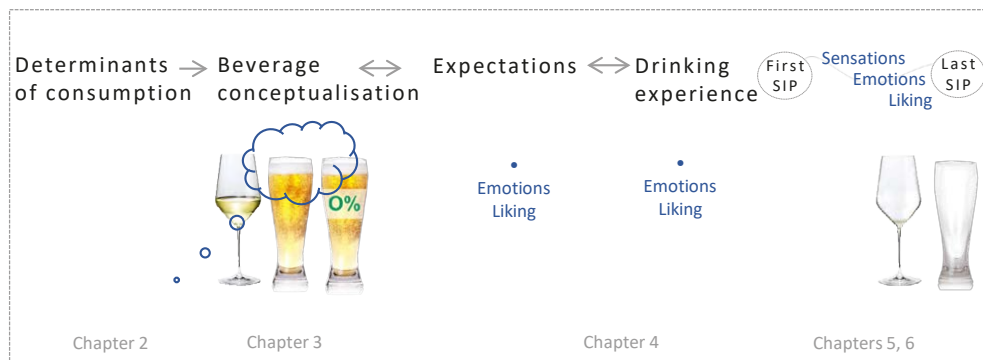 Determinants
of consumption
Beverage
conceptualisation
Expectations
Drinking
experience
First
SIP
Sensations
Emotions
Liking
Last
SIP
0%
Emotions
Liking
Emotions
Liking
Chapter 2
Chapter 3
Chapter 4
Chapters 5, 6